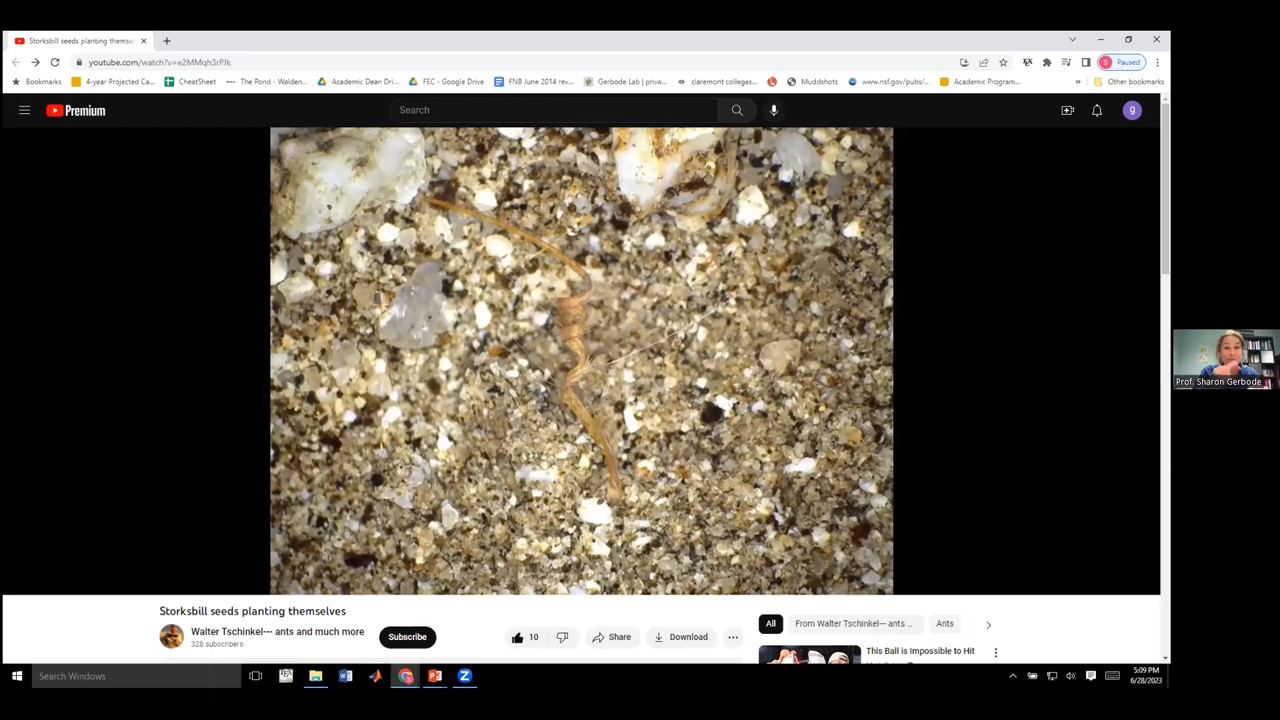 Storksbill seeds planting themse
youtube.com/watch?v=e2MMqh3rPJk
S Paused
Bookmarks 4-year Projected Ca... CheatSheet The Pond - Walden... Academic Dean Dri... FEC - Google Drive FNB June 2014 rev... Gerbode Lab | priva... claremont colleges... Muddshots www.nsf.gov/pubs/... Academic Program... » Other bookmarks
Premium
Search
g
Prof. Sharon Gerbode
Storksbill seeds planting themselves
Walter Tschinkel--- ants and much more
328 subscribers
Subscribe
10
Share
Download
All
From Walter Tschinkel— ants ...
Ants
This Ball is Impossible to Hit
Search Windows
5:09 PM
6/28/2023